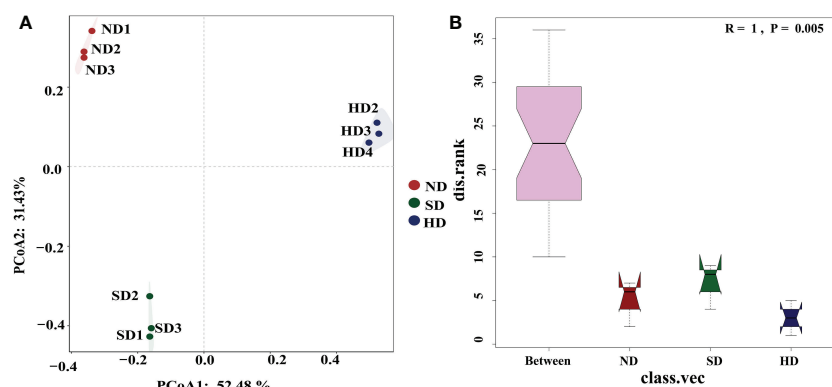 A
ND1
ND2
ND3
HD2
HD3
HD4
SD2
SD3
SD1
0.2
0.0
−0.2
−0.4
PCoA2: 31.43%
-0.4
-0.2
0.0
0.2
0.4
PCoA1: 52.48 %
ND
SD
HD
B
R = 1 , P = 0.005
35
30
25
20
15
10
5
0
dis.rank
Between
ND
SD
HD
class.vec